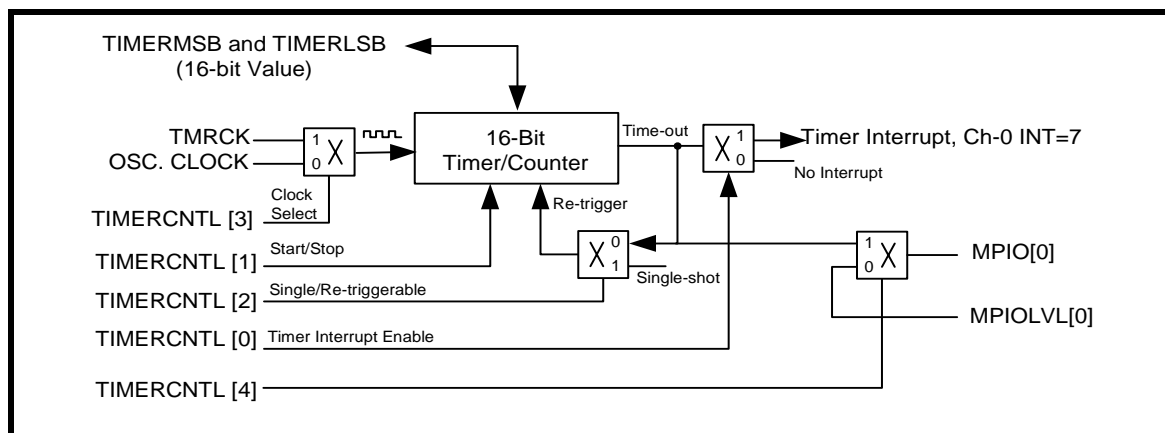 TIMERMSB and TIMERLSB
(16-bit Value)
TMRCK
OSC. CLOCK
1
0
X
16-Bit
Timer/Counter
Time-out
X
1
0
Timer Interrupt, Ch-0 INT=7
No Interrupt
Clock
Select
TIMERCNTL [3]
Re-trigger
TIMERCNTL [1]
Start/Stop
X
0
1
Single-shot
1
0
X
MPIO[0]
TIMERCNTL [2]
Single/Re-triggerable
MPIOLVL[0]
TIMERCNTL [0]
Timer Interrupt Enable
TIMERCNTL [4]